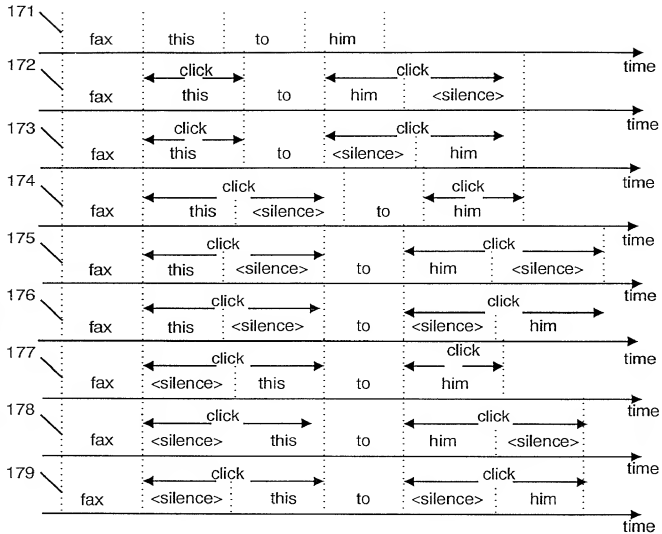 171
fax this to him
time
172
click click
fax this to him <silence>
time
173
click click
fax this to <silence> him
time
174
click click
fax this <silence> to him
time
175
click click
fax this <silence> to him <silence>
time
176
click click
fax this <silence> to <silence> him
time
177
click click
fax <silence> this to him
time
178
click click
fax <silence> this to him <silence>
time
179
click click
fax <silence> this to <silence> him
time